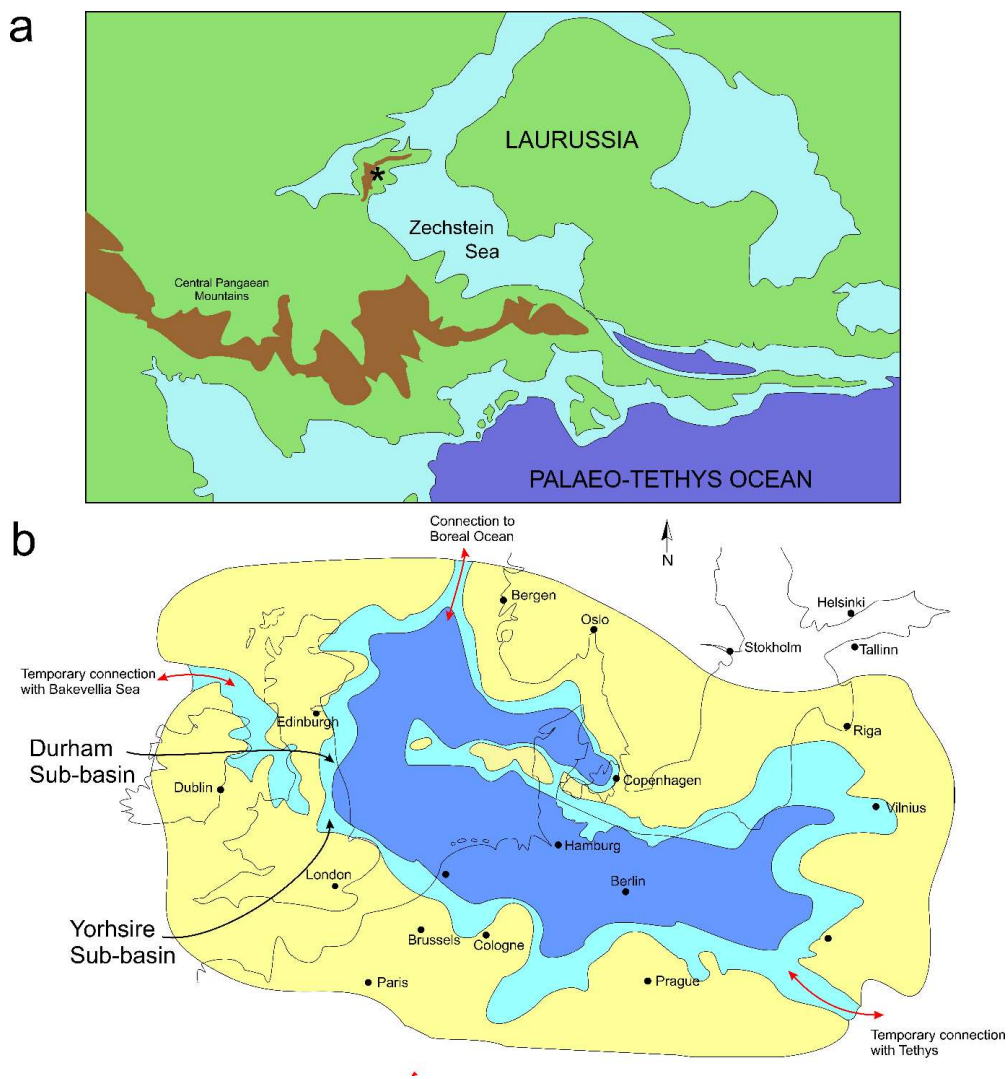 a
LAURUSSIA
*
Zechstein
Sea
Central Pangaean
Mountains
PALAEO-TETHYS OCEAN
b
Connection to
Boreal Ocean
N
Bergen
Oslo
Helsinki
Stokholm
Tallinn
Temporary connection
with Bakevellia Sea
Edinburgh
Riga
Durham
Sub-basin
Copenhagen
Dublin
Vilnius
Hamburg
London
Berlin
Yorhsire
Sub-basin
Brussels
Cologne
Paris
Prague
Temporary connection
with Tethys